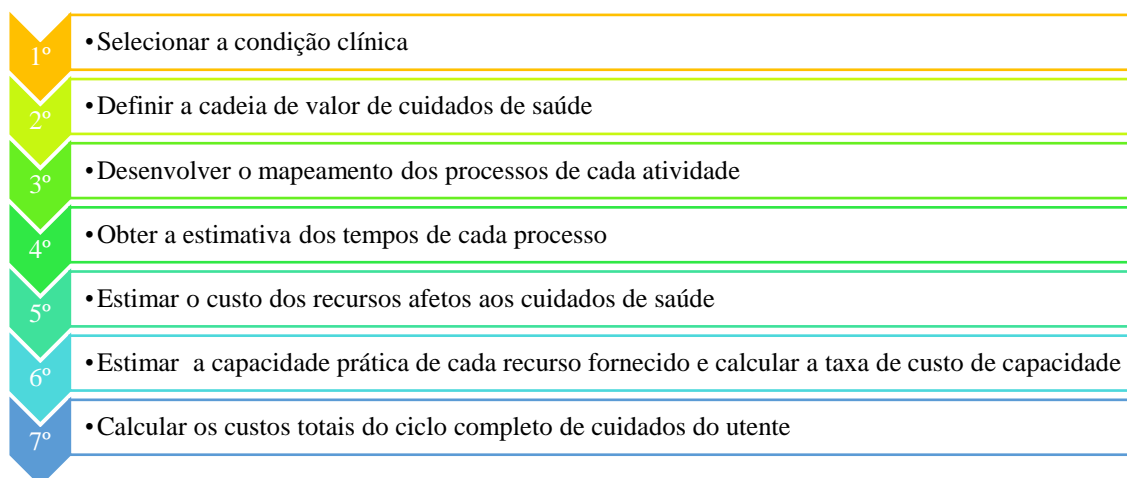 1º •Selecionar a condição clínica
2º •Definir a cadeia de valor de cuidados de saúde
3º •Desenvolver o mapeamento dos processos de cada atividade
4º •Obter a estimativa dos tempos de cada processo
5º •Estimar o custo dos recursos afetos aos cuidados de saúde
6º •Estimar a capacidade prática de cada recurso fornecido e calcular a taxa de custo de capacidade
7º •Calcular os custos totais do ciclo completo de cuidados do utente